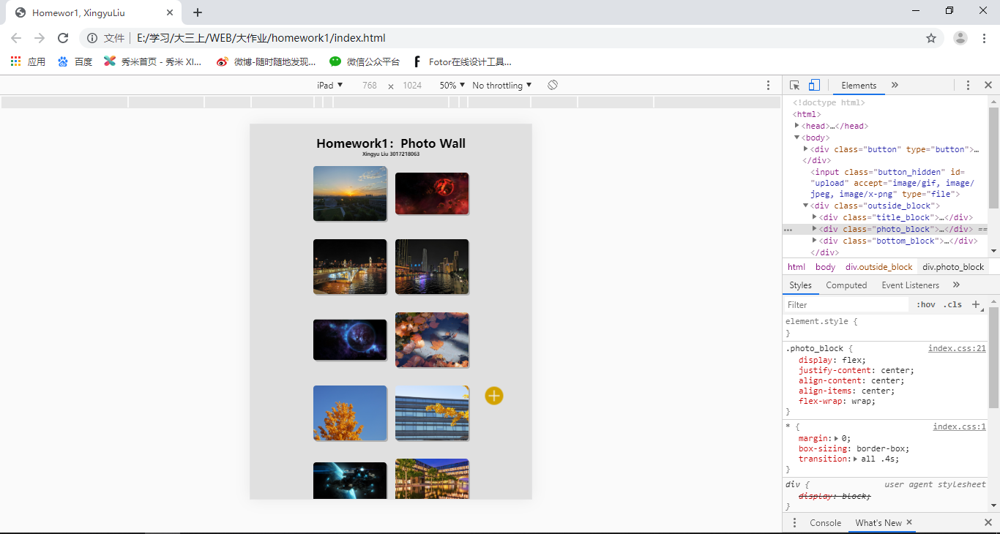 Homewor1, XingyuLiu
文件 E:/学习/大三上/WEB/大作业/homework1/index.html
应用 百度 秀米首页 - 秀米 XI... 微博-随时随地发现... 微信公众平台 Fotor在线设计工具...
iPad ▼ 768 × 1024 50% ▼ No throttling ▼
Homework1：Photo Wall
Xingyu Liu 3017218063
Elements »
<!doctype html>
<html>
<head>…</head>
<body>
<div class="button" type="button">…
</div>
<input class="button_hidden" id=
"upload" accept="image/gif, image/
jpeg, image/x-png" type="file">
<div class="outside_block">
<div class="title_block">…</div>
<div class="photo_block">…</div> ==
<div class="bottom_block">…</div>
</div>
html body div.outside_block div.photo_block
Styles Computed Event Listeners »
Filter :hov .cls +
element.style {
}
.photo_block { index.css:21
display: flex;
justify-content: center;
align-content: center;
align-items: center;
flex-wrap: wrap;
}
* { index.css:1
margin: 0;
box-sizing: border-box;
transition: all .4s;
}
div { user agent stylesheet
display: block;
}
Console What's New ×